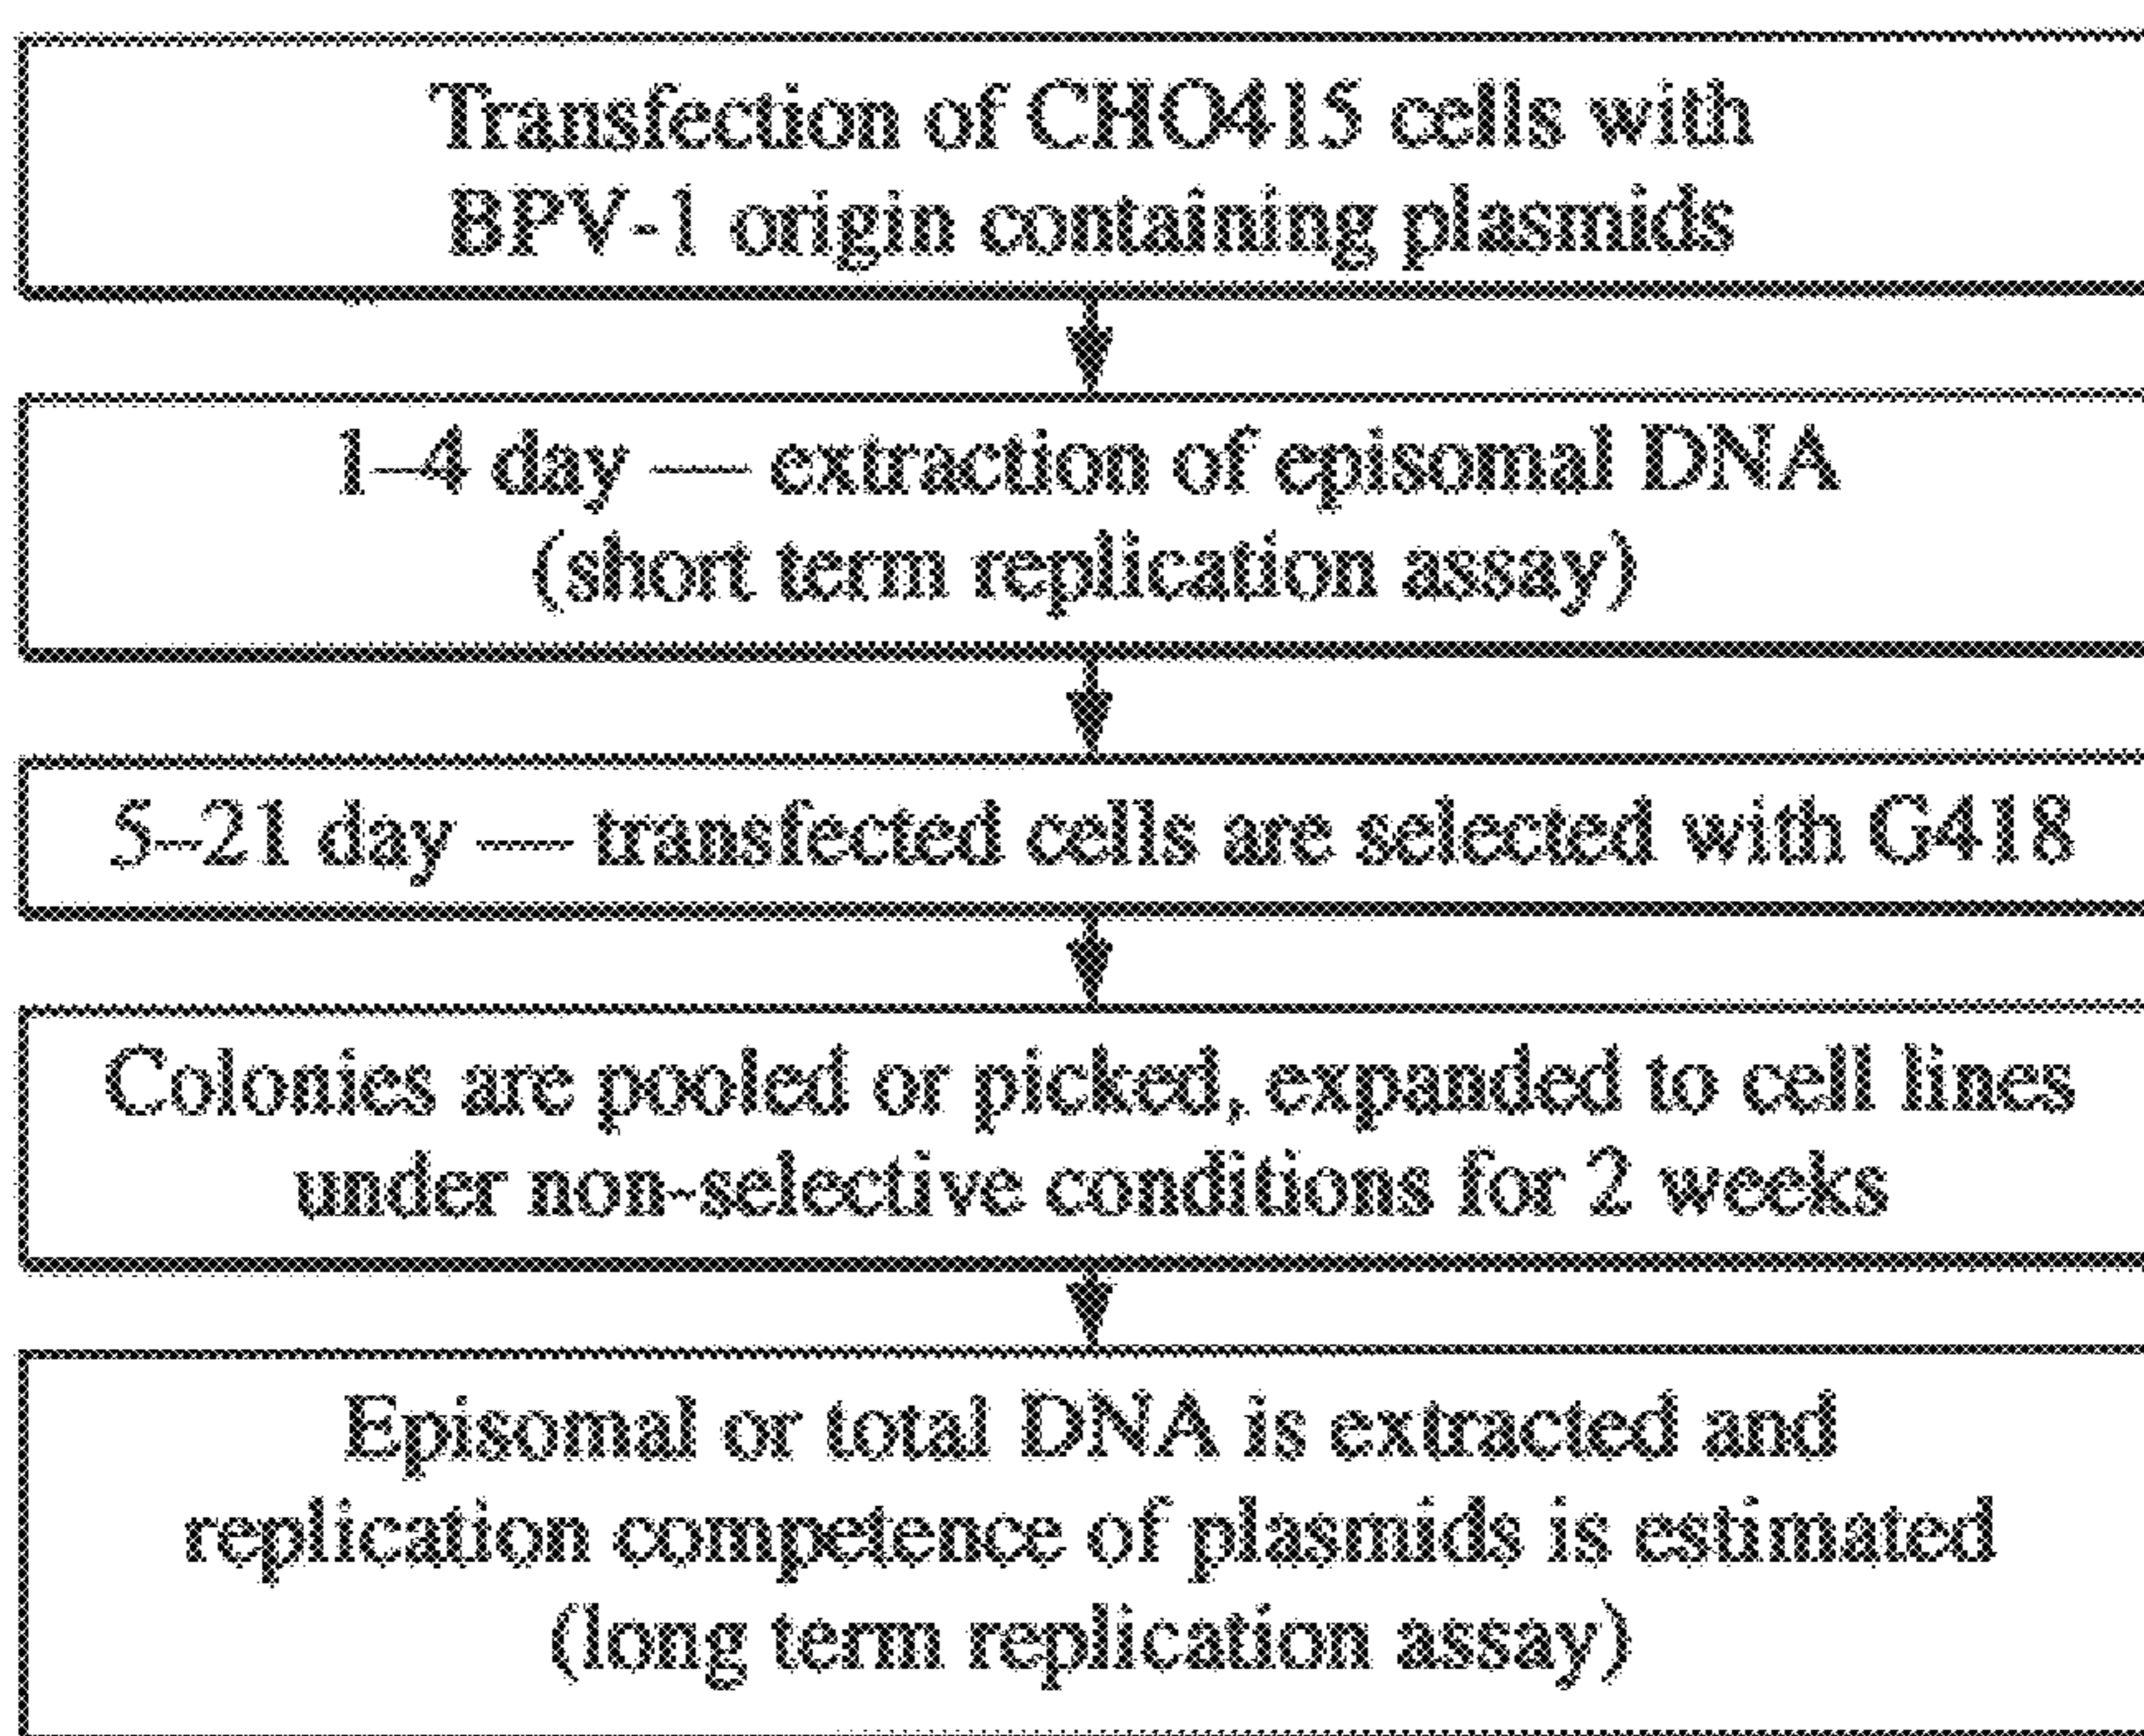 Transfection of CHO415 cells with
BPV-1 origin containing plasmids
1–4 day — extraction of episomal DNA
(short term replication assay)
5–21 day — transfected cells are selected with G418
Colonies are pooled or picked, expanded to cell lines
under non-selective conditions for 2 weeks
Episomal or total DNA is extracted and
replication competence of plasmids is estimated
(long term replication assay)